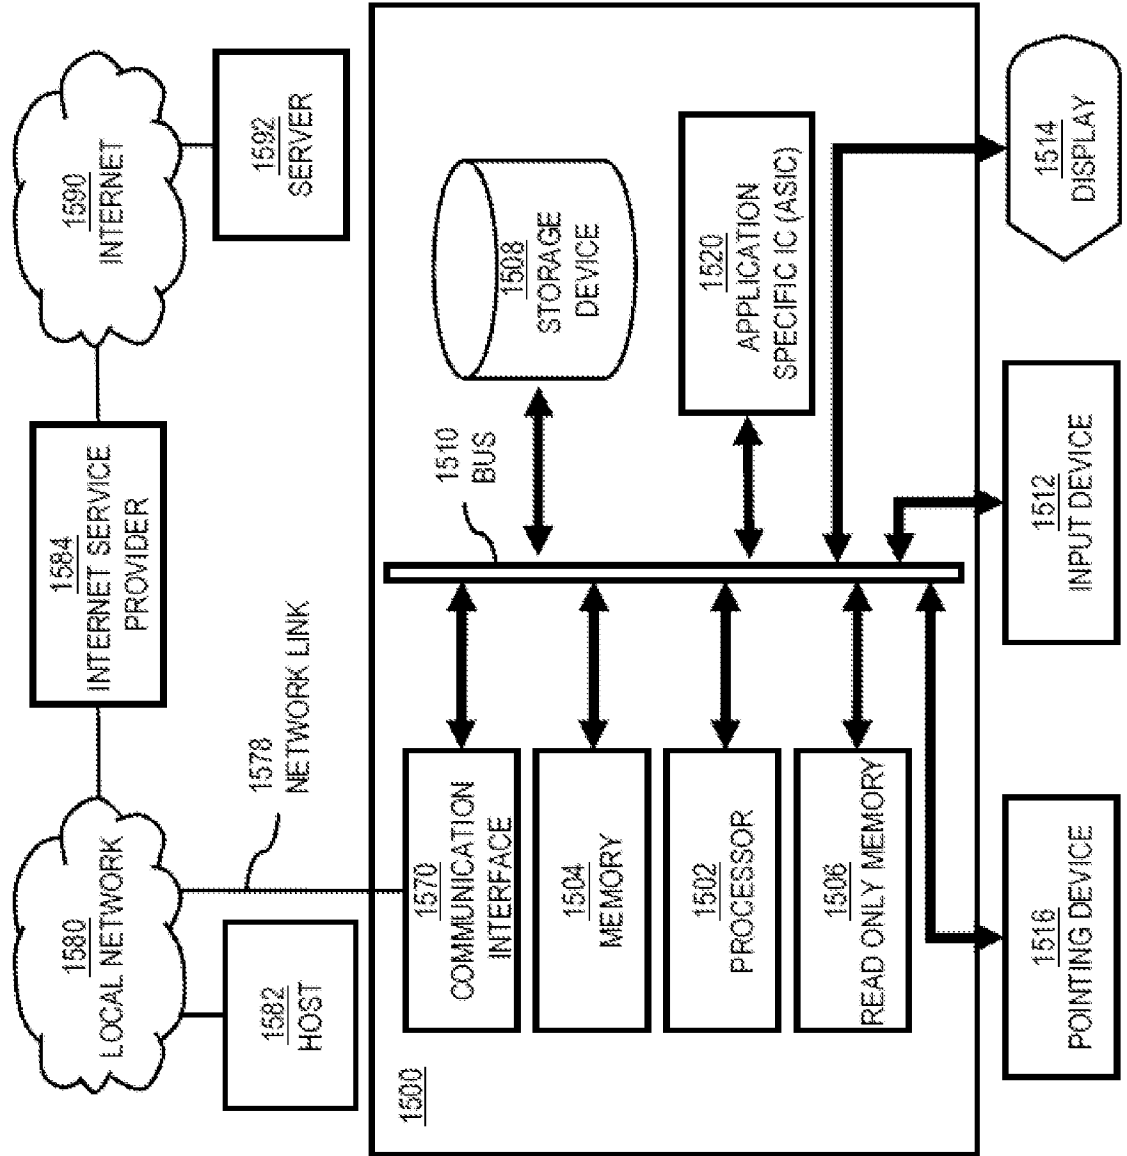 1580
LOCAL NETWORK
1584
INTERNET SERVICE
PROVIDER
1590
INTERNET
1582
HOST
1578
NETWORK LINK
1592
SERVER
1500
1570
COMMUNICATION
INTERFACE
1510
BUS
1508
STORAGE
DEVICE
1504
MEMORY
1502
PROCESSOR
1520
APPLICATION
SPECIFIC IC (ASIC)
1506
READ ONLY MEMORY
1516
POINTING DEVICE
1512
INPUT DEVICE
1514
DISPLAY